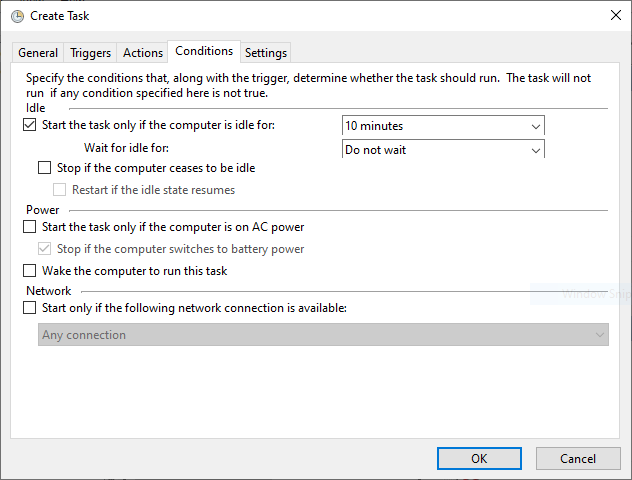 Create Task
General Triggers Actions Conditions Settings
Specify the conditions that, along with the trigger, determine whether the task should run. The task will not
run if any condition specified here is not true.
Idle
Start the task only if the computer is idle for: 10 minutes
Wait for idle for: Do not wait
Stop if the computer ceases to be idle
Restart if the idle state resumes
Power
Start the task only if the computer is on AC power
Stop if the computer switches to battery power
Wake the computer to run this task
Network
Window Snip
Start only if the following network connection is available:
Any connection
OK Cancel